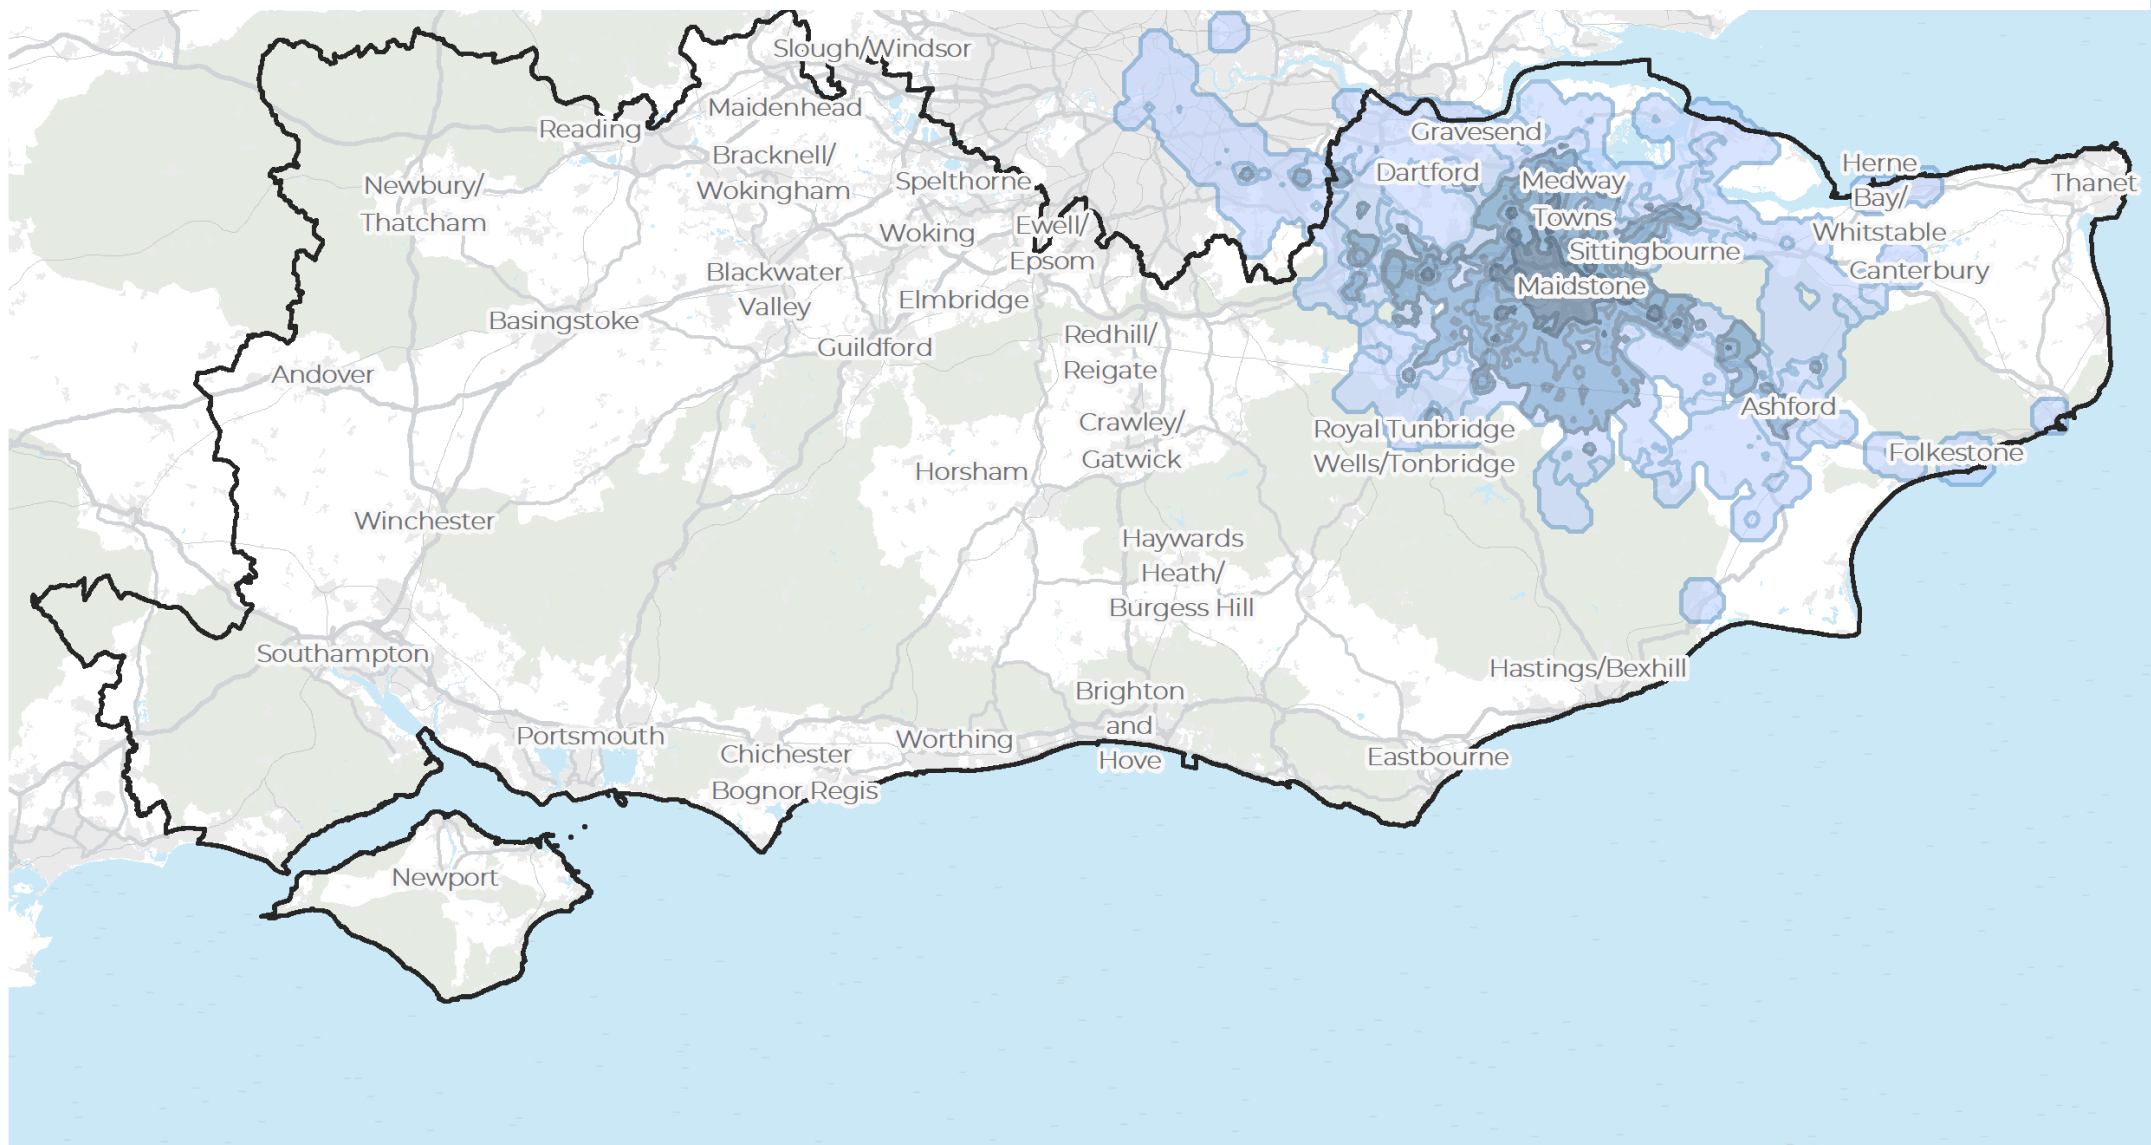 Slough/Windsor
Maidenhead
Reading
Gravesend
Bracknell/
Wokingham
Herne
Bay/
Whitstable
Thanet
Dartford
Medway
Towns
Newbury/
Thatcham
Spelthorne
Woking
Ewell/
Epsom
Sittingbourne
Canterbury
Blackwater
Valley
Maidstone
Elmbridge
Basingstoke
Redhill/
Reigate
Guildford
Andover
Ashford
Crawley/
Gatwick
Royal Tunbridge
Wells/Tonbridge
Folkestone
Horsham
Winchester
Haywards
Heath/
Burgess Hill
Southampton
Hastings/Bexhill
Brighton
and
Hove
Portsmouth
Worthing
Chichester
Bognor Regis
Eastbourne
Newport